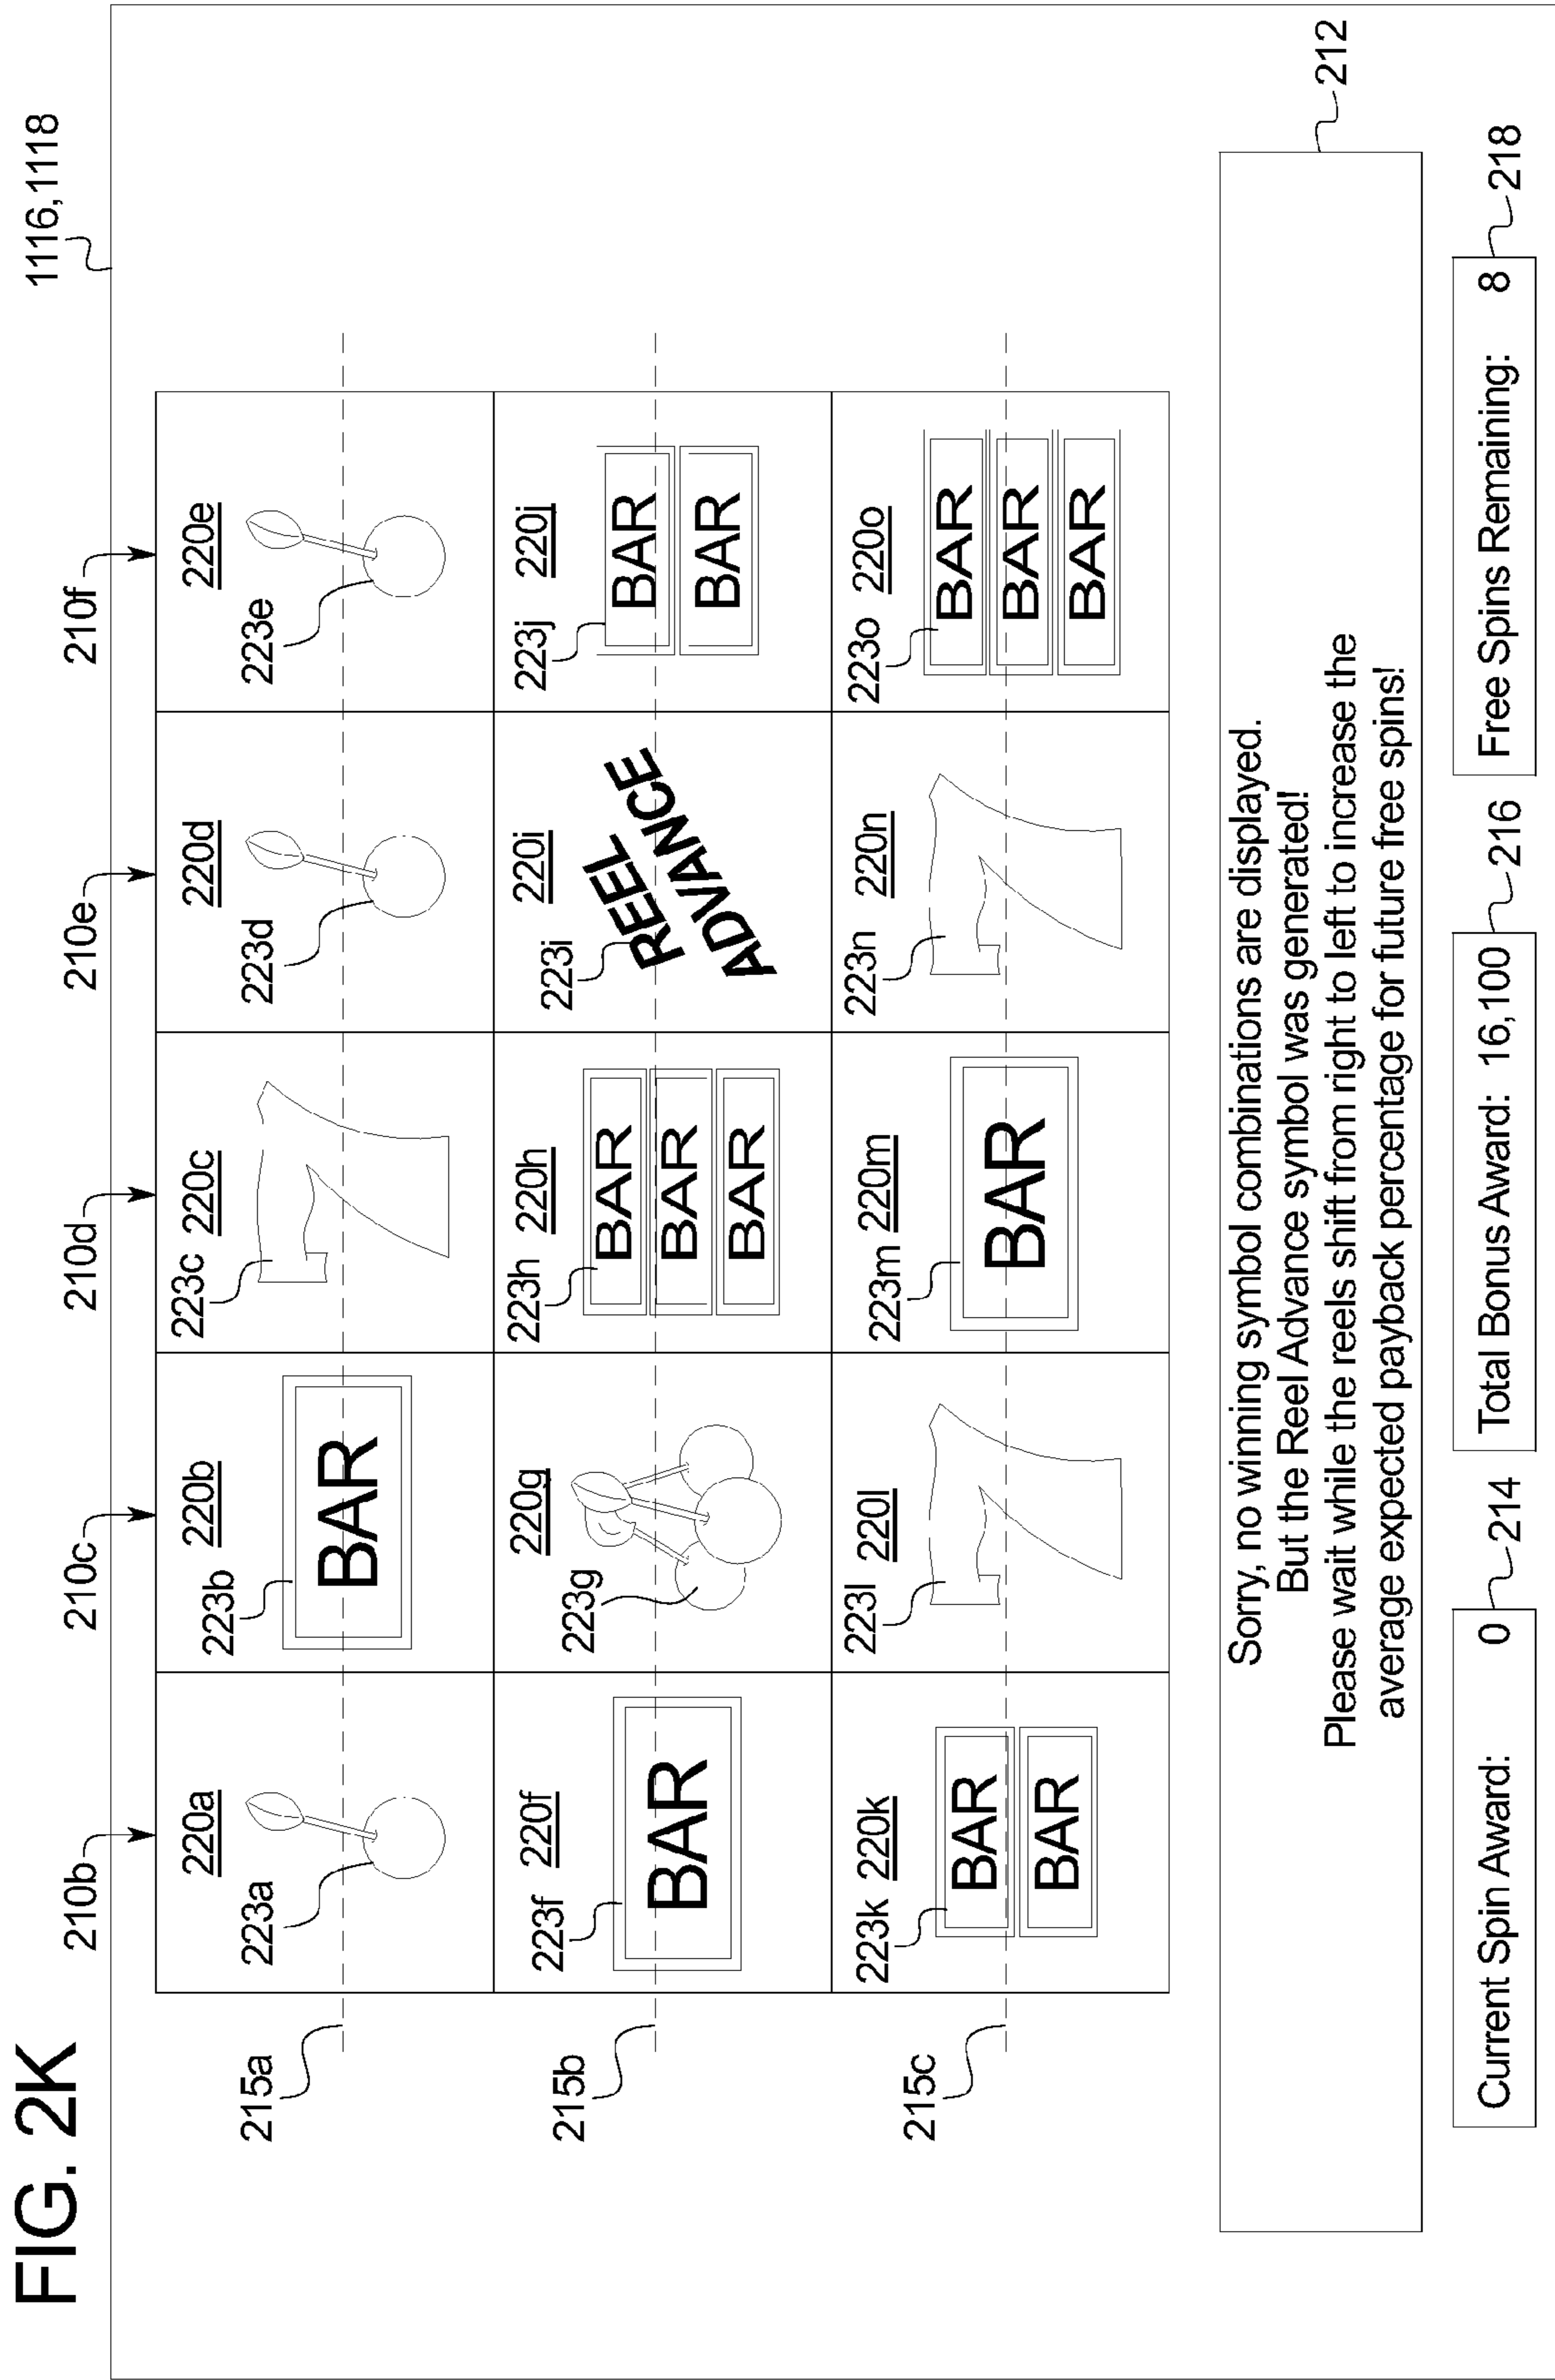 FIG. 2K
1116,1118
210b
210c
210d
210e
210f
220a
220b
223c 220c
220d
220e
223a
223b
BAR
223d
223e
215a
223f 220f
220g
223h 220h
220i
220j
BAR
223g
BAR
BAR
BAR
223i
REEL
ADVANCE
223j
BAR
BAR
215b
223k 220k
223l 220l
223m 220m
223n 220n
223o 220o
BAR
BAR
BAR
BAR
BAR
BAR
215c
Sorry, no winning symbol combinations are displayed.
But the Reel Advance symbol was generated!
Please wait while the reels shift from right to left to increase the
average expected payback percentage for future free spins!
212
Current Spin Award: 0
214
Total Bonus Award: 16,100
216
Free Spins Remaining: 8
218